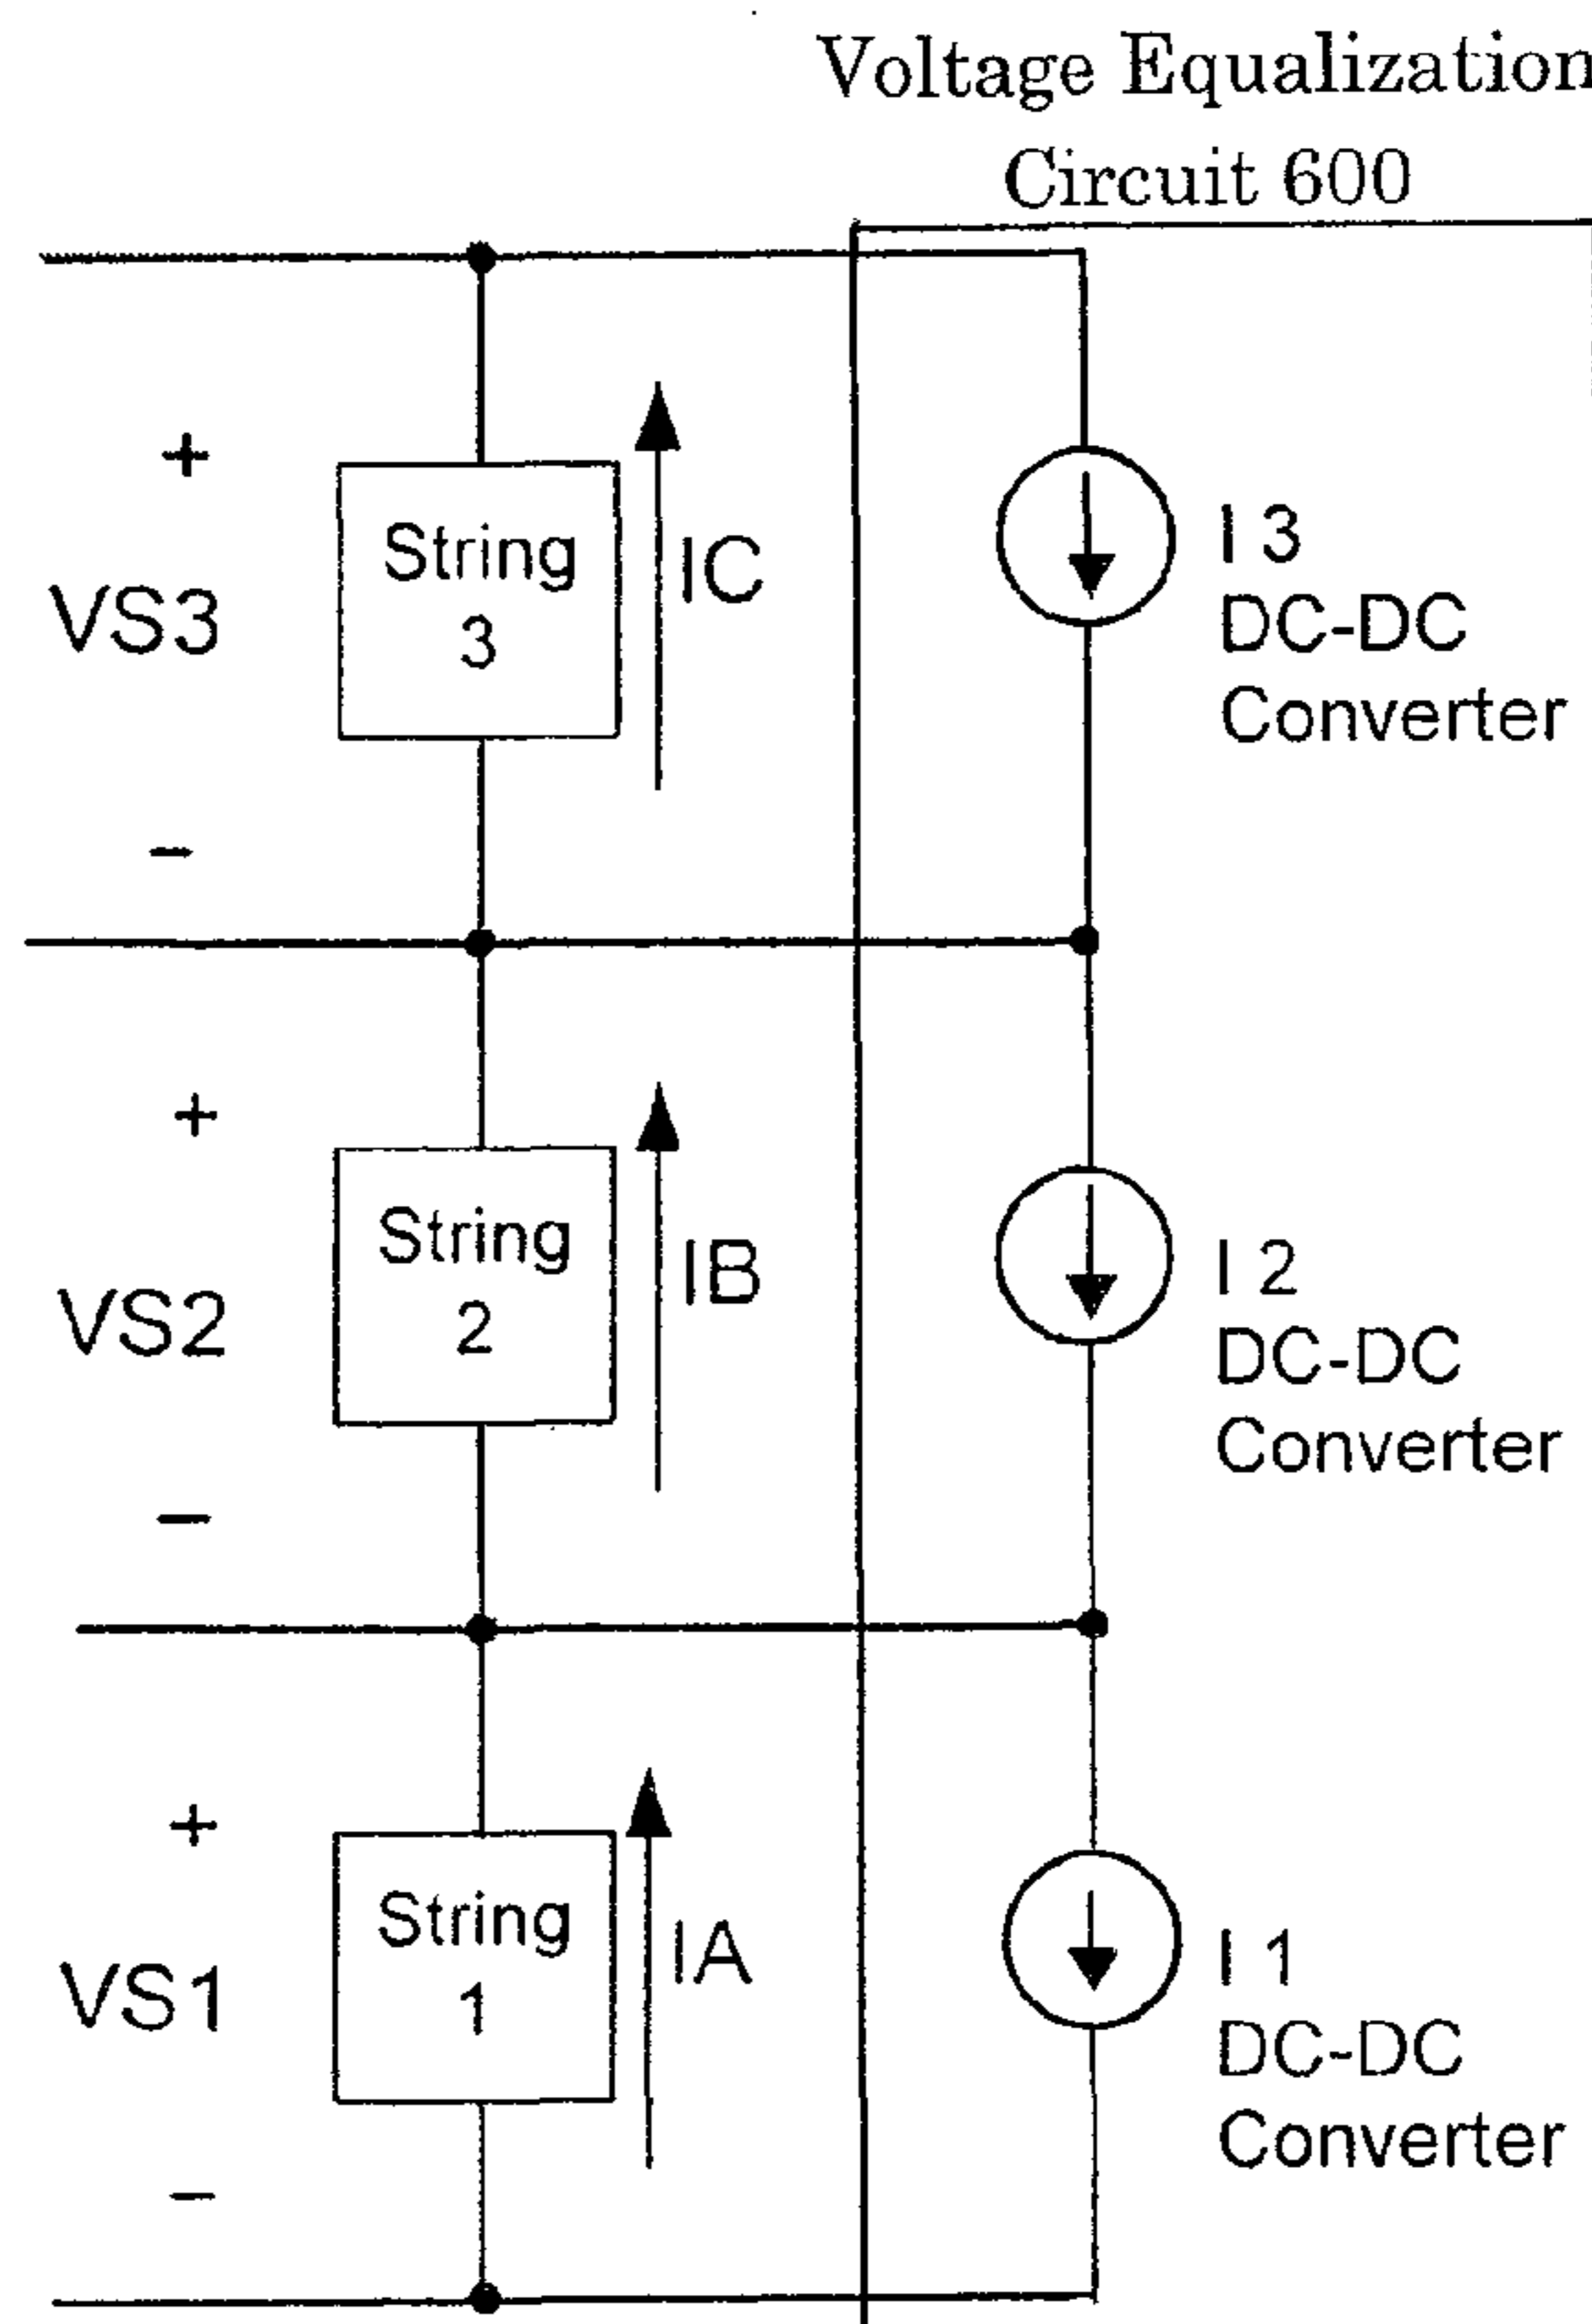 Voltage Equalization
Circuit 600
+
VS3
−
String
3
IC
I 3
DC-DC
Converter
+
VS2
−
String
2
IB
I 2
DC-DC
Converter
+
VS1
−
String
1
IA
I 1
DC-DC
Converter